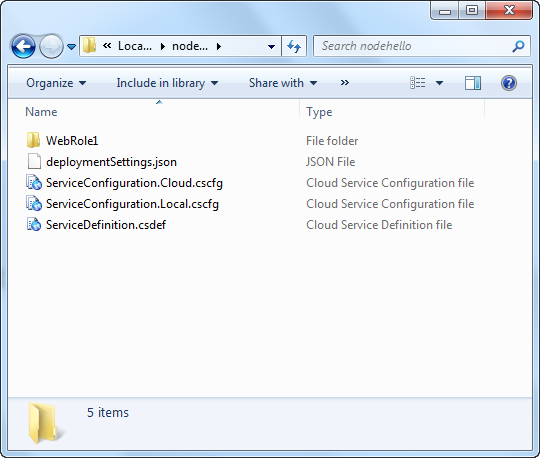 Loca... node... Search nodehello
Organize Include in library Share with »
Name Type
WebRole1 File folder
deploymentSettings.json JSON File
ServiceConfiguration.Cloud.cscfg Cloud Service Configuration file
ServiceConfiguration.Local.cscfg Cloud Service Configuration file
ServiceDefinition.csdef Cloud Service Definition file
5 items